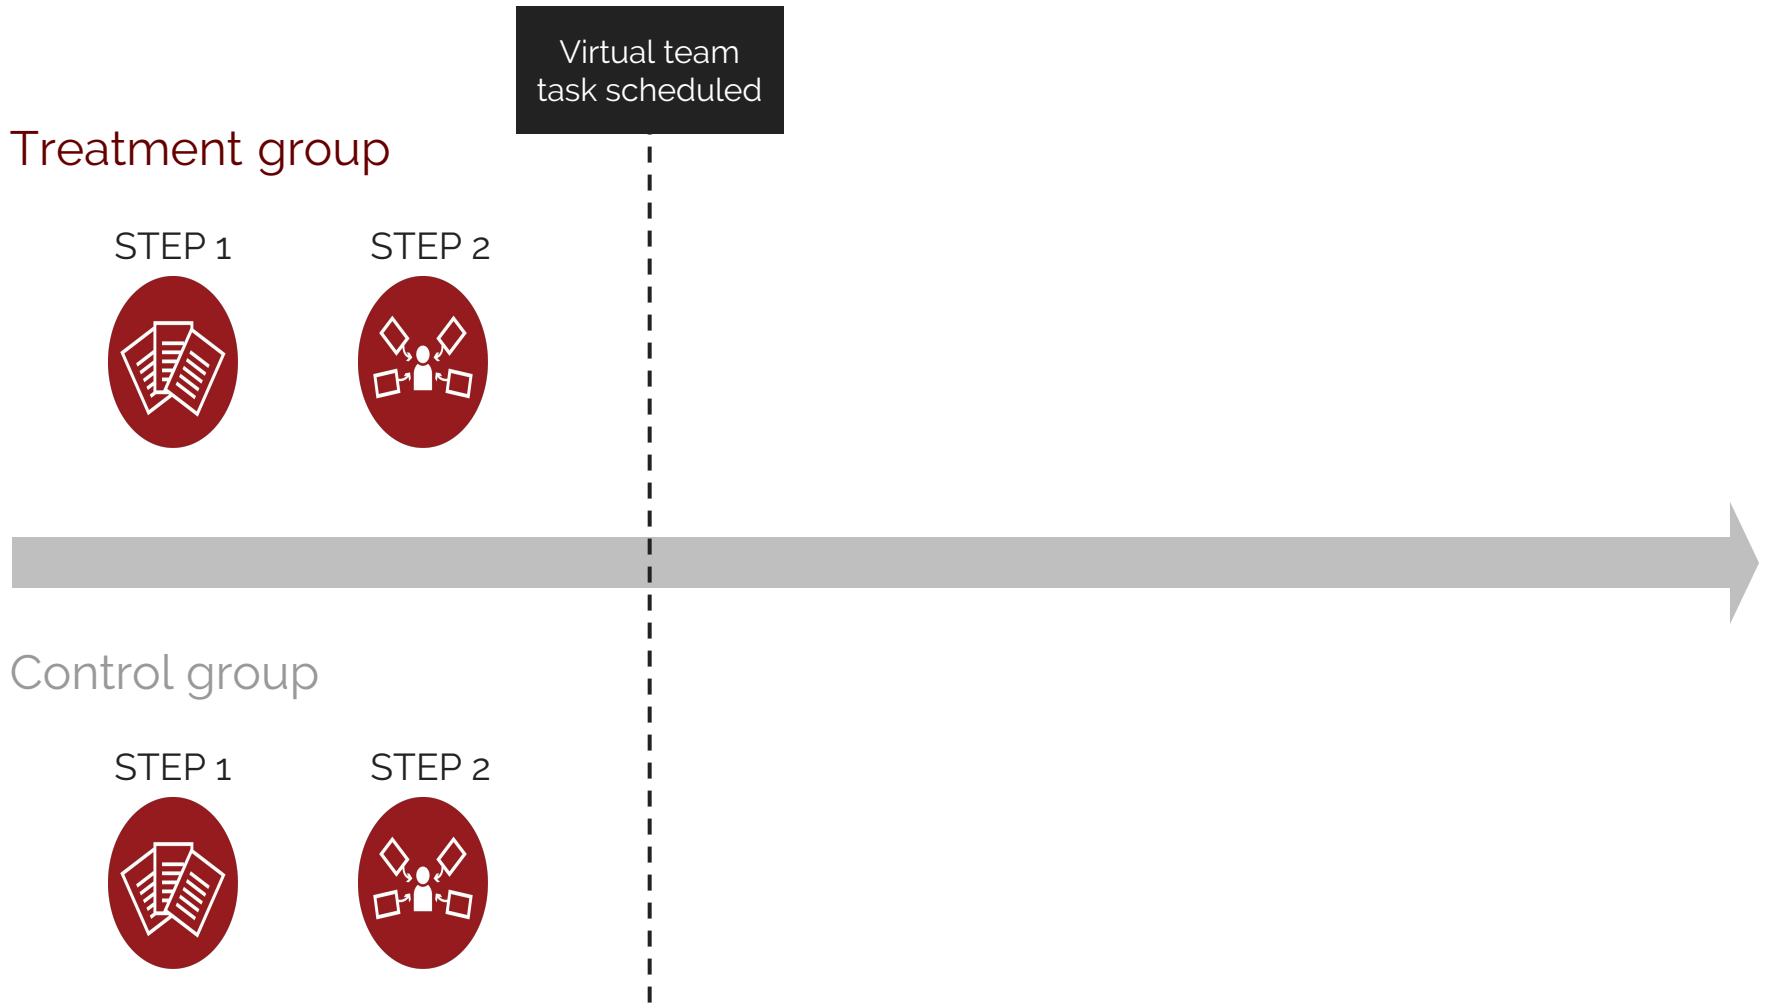 Virtual team
task scheduled
Treatment group
STEP 1
STEP 2
Control group
STEP 1
STEP 2